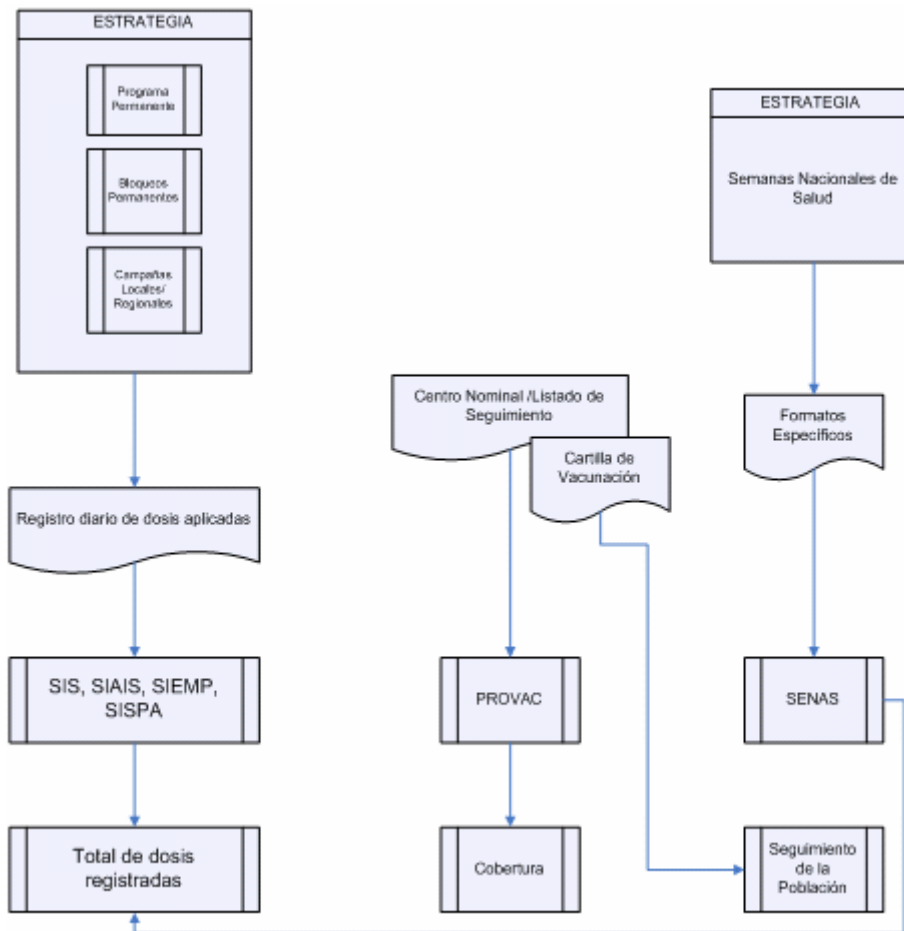 ESTRATEGIA
Programa
Permanente
Bloqueos
Permanentes
Campañas
Locales/
Regionales
Registro diario de dosis aplicadas
SIS, SIAIS, SIEMP,
SISPA
Total de dosis
registradas
Centro Nominal /Listado de
Seguimiento
Cartilla de
Vacunación
PROVAC
Cobertura
ESTRATEGIA
Semanas Nacionales de
Salud
Formatos
Específicos
SENAS
Seguimiento
de la
Población